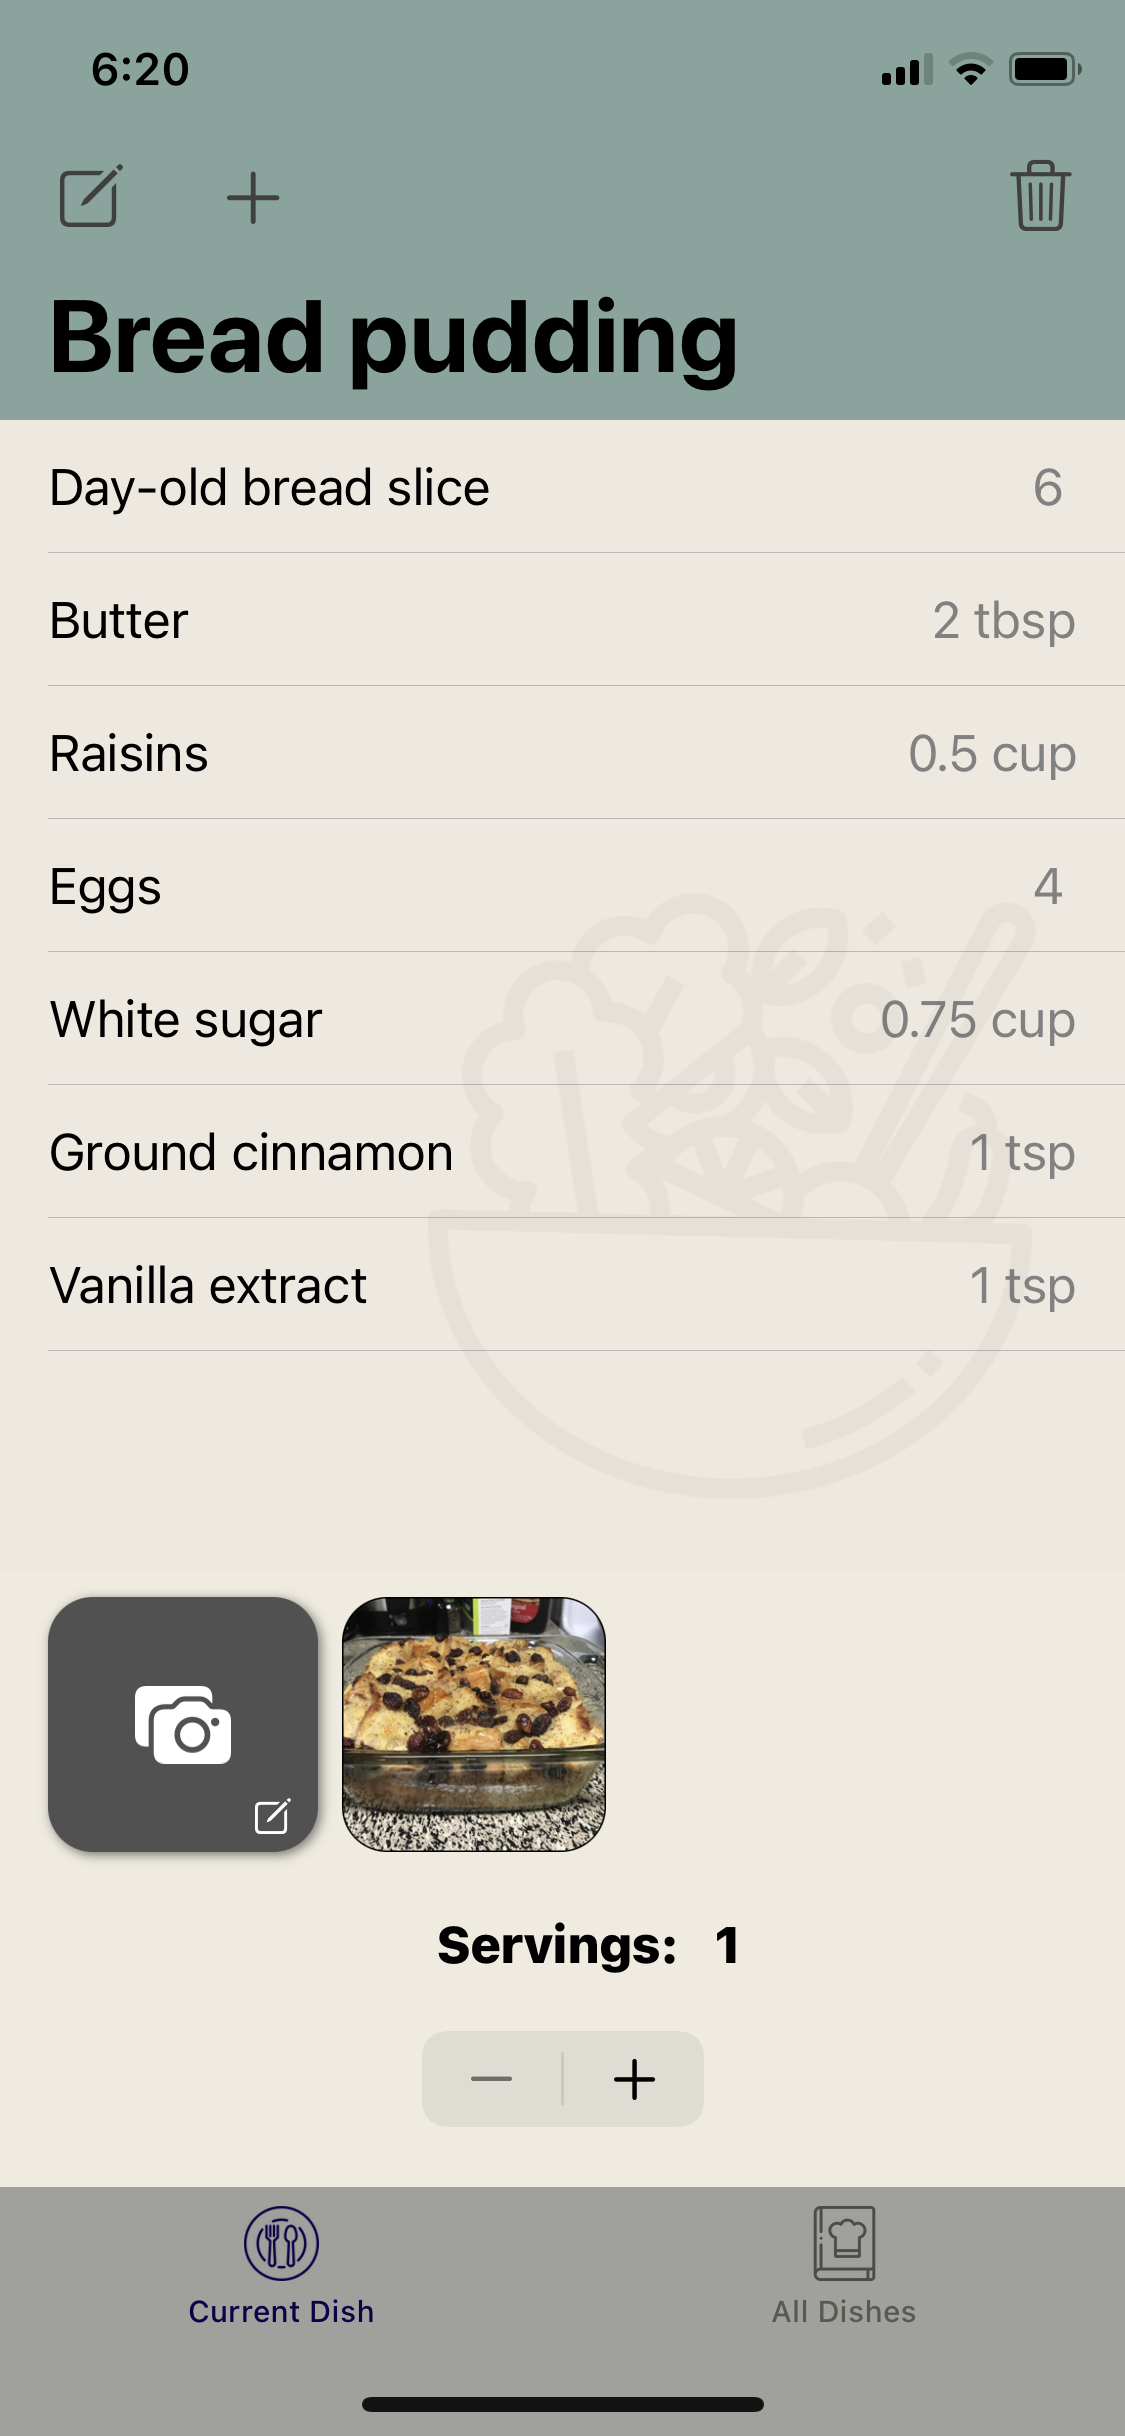 6:20
Bread pudding
Day-old bread slice 6
Butter 2 tbsp
Raisins 0.5 cup
Eggs 4
White sugar 0.75 cup
Ground cinnamon 1 tsp
Vanilla extract 1 tsp
Servings: 1
Current Dish All Dishes